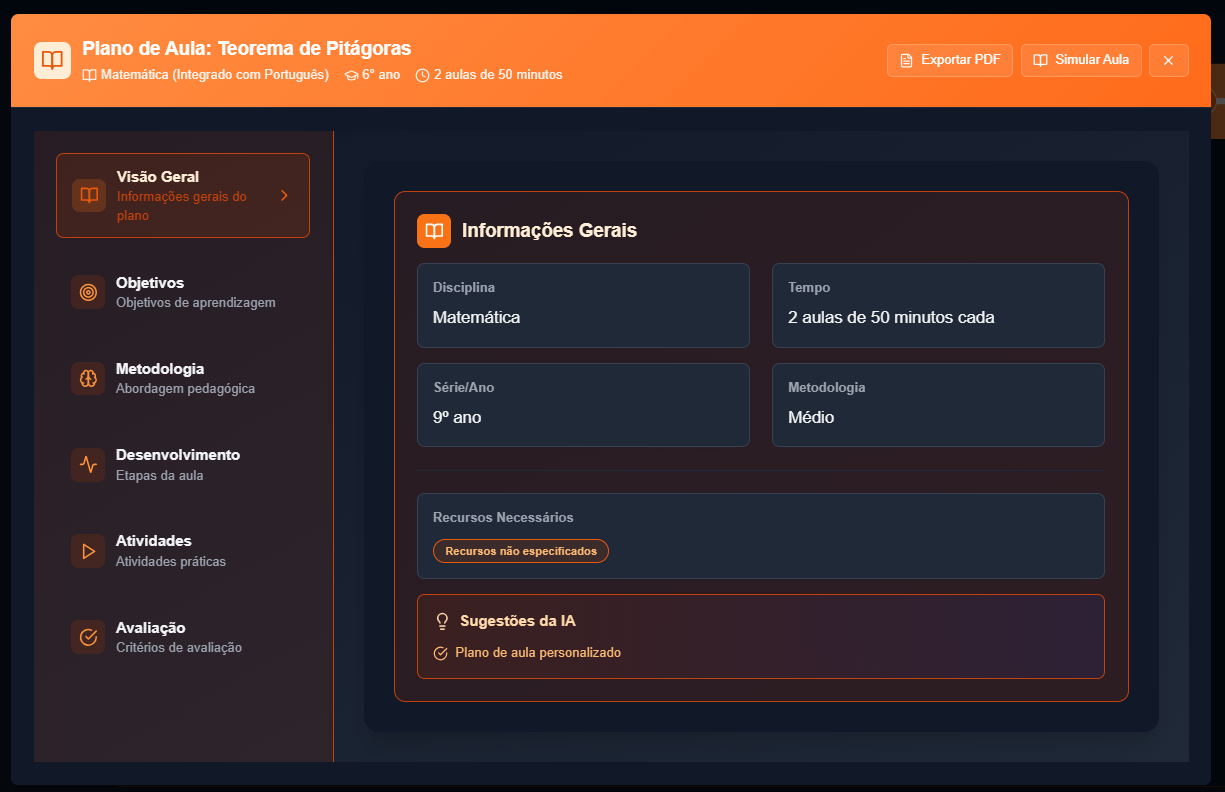 Plano de Aula: Teorema de Pitágoras
Matemática (Integrado com Português) 6º ano 2 aulas de 50 minutos
Exportar PDF
Simular Aula
Visão Geral
Informações gerais do
plano
Objetivos
Objetivos de aprendizagem
Metodologia
Abordagem pedagógica
Desenvolvimento
Etapas da aula
Atividades
Atividades práticas
Avaliação
Critérios de avaliação
Informações Gerais
Disciplina
Matemática
Tempo
2 aulas de 50 minutos cada
Série/Ano
9º ano
Metodologia
Médio
Recursos Necessários
Recursos não especificados
Sugestões da IA
Plano de aula personalizado